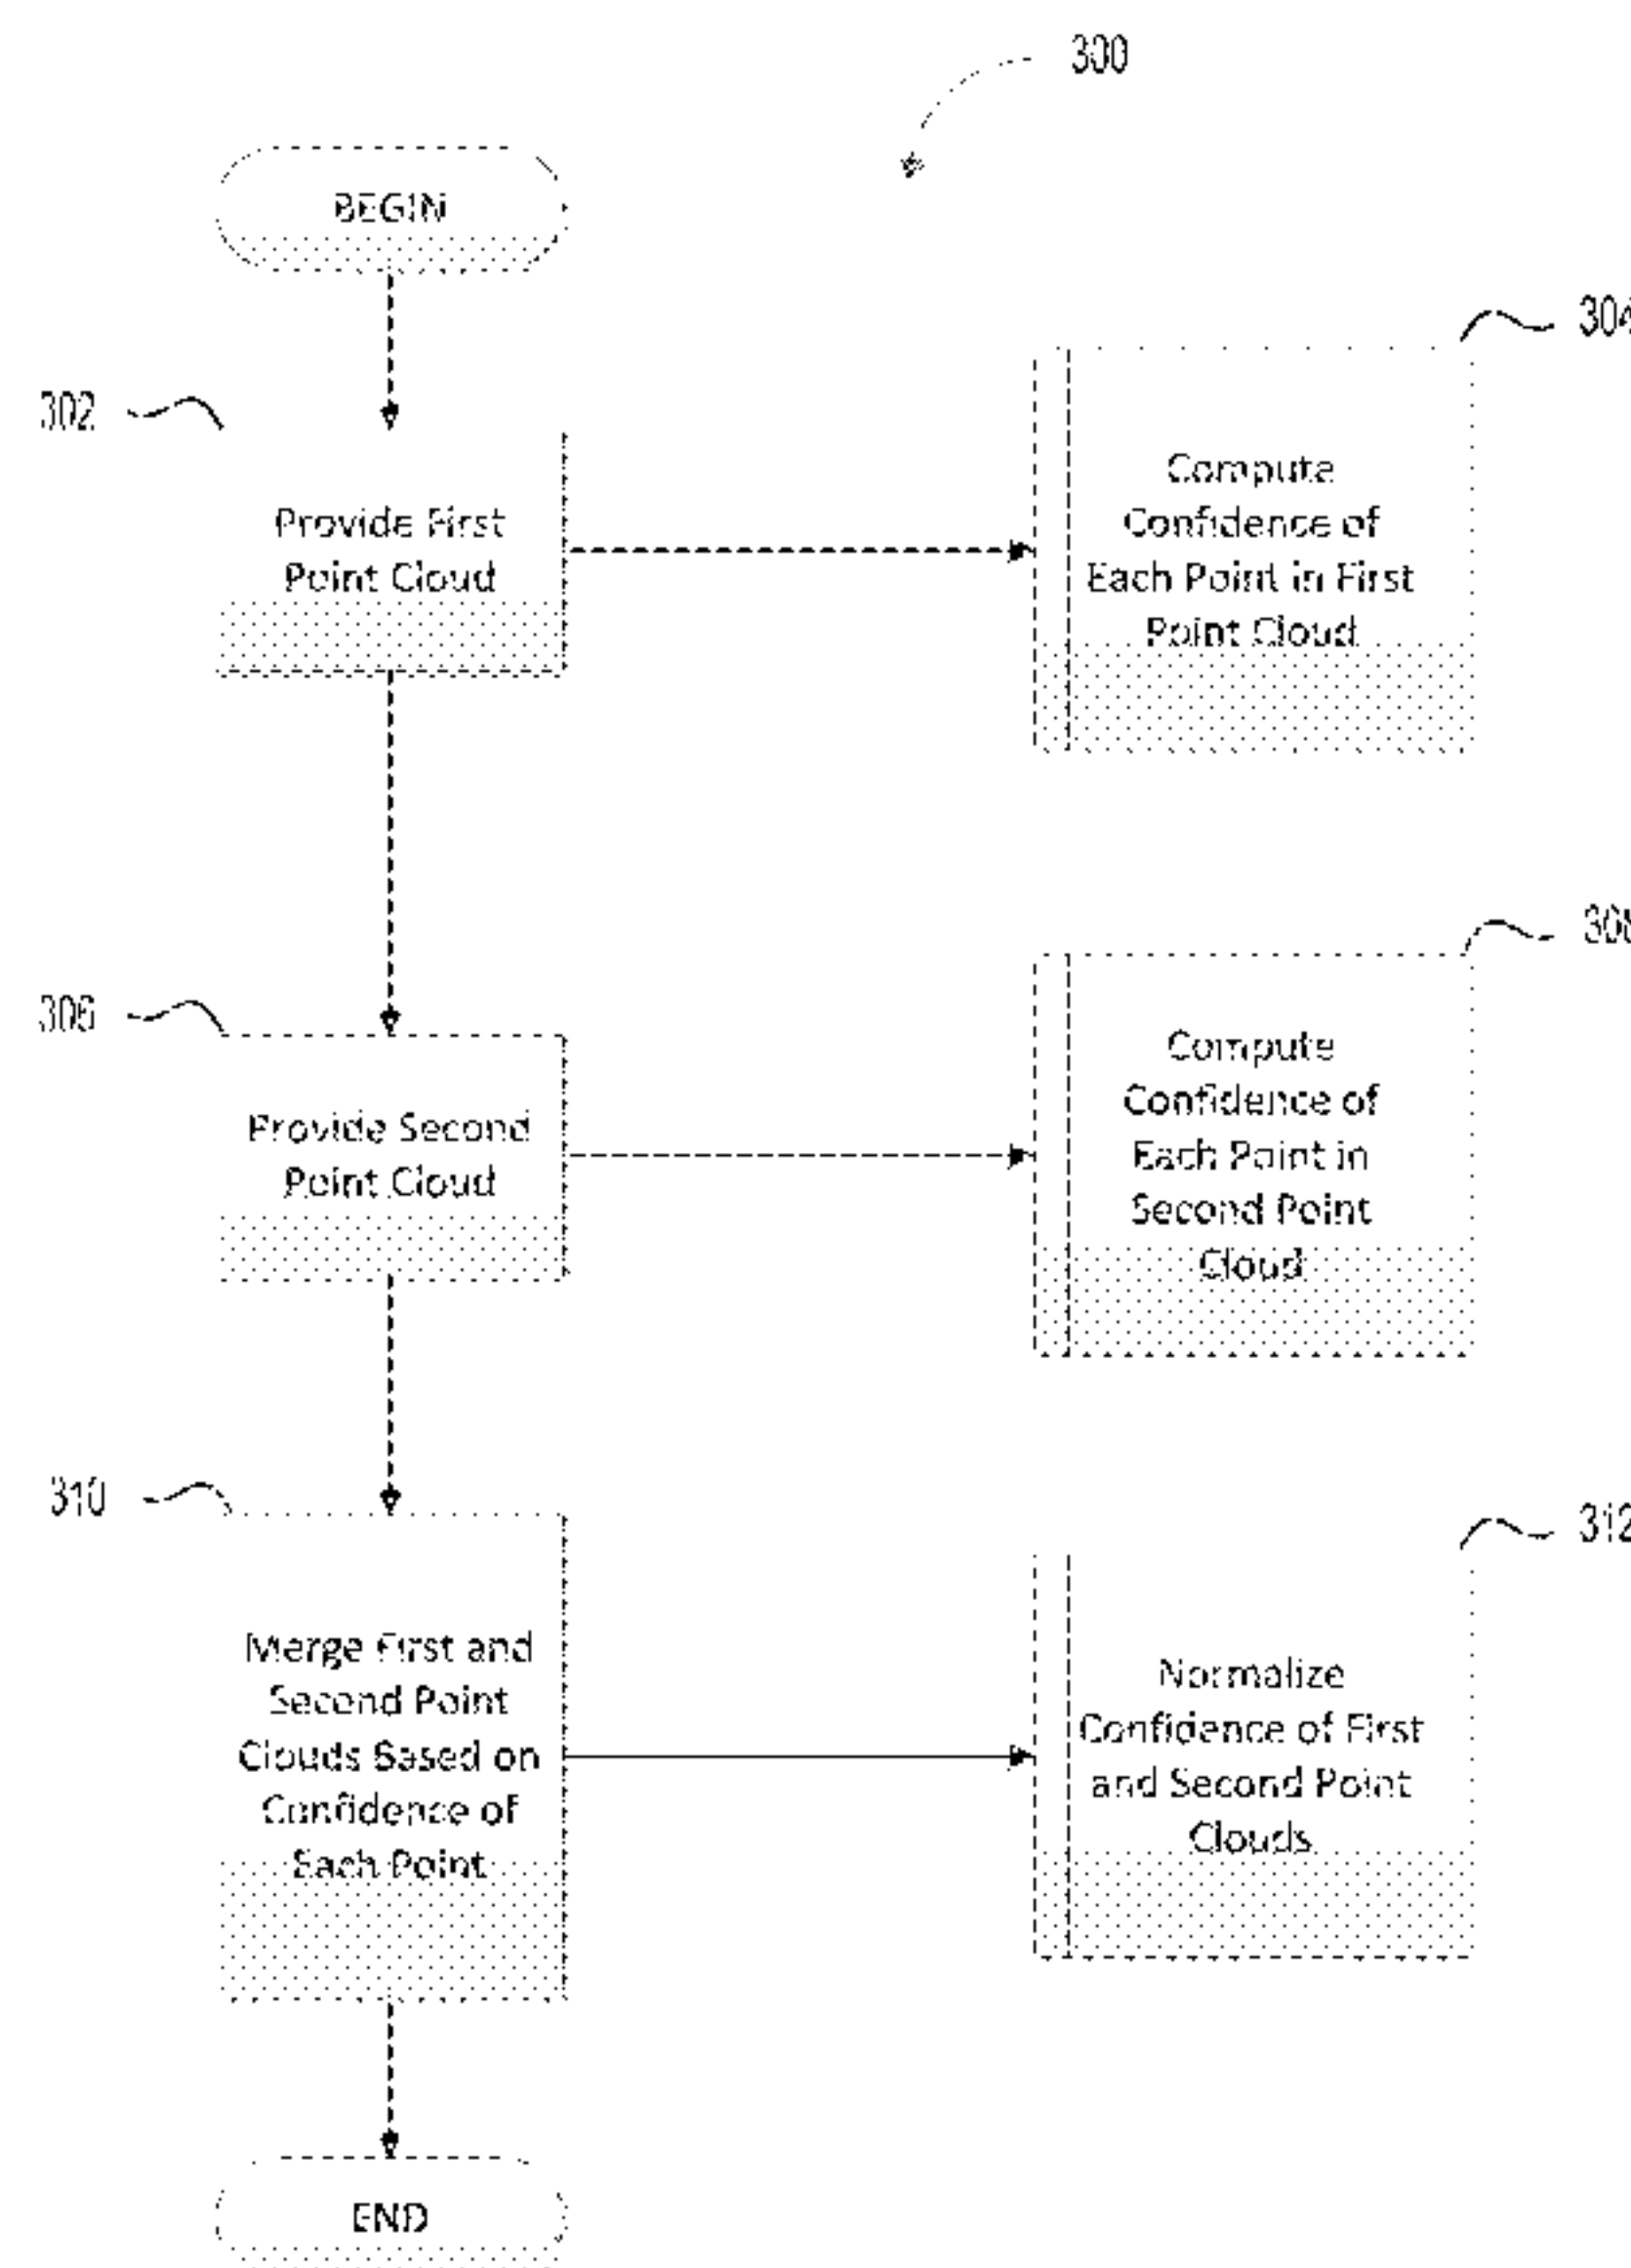 300
BEGIN
304
302
Provide First
Point Cloud
Compute
Confidence of
Each Point in First
Point Cloud
308
306
Provide Second
Point Cloud
Compute
Confidence of
Each Point in
Second Point
Cloud
310
312
Merge First and
Second Point
Clouds Based on
Confidence of
Each Point
Normalize
Confidence of First
and Second Point
Clouds
END